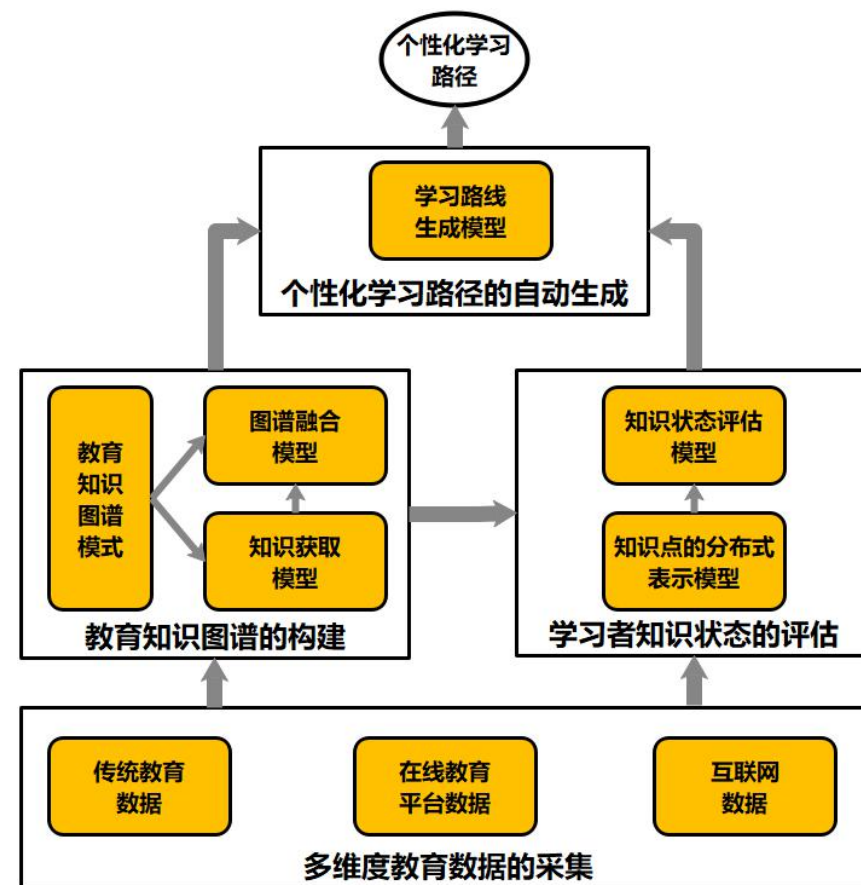 个性化学习
路径
学习路线
生成模型
个性化学习路径的自动生成
教育
知识
图谱
模式
图谱融合
模型
知识获取
模型
教育知识图谱的构建
知识状态评估
模型
知识点的分布式
表示模型
学习者知识状态的评估
传统教育
数据
在线教育
平台数据
互联网
数据
多维度教育数据的采集